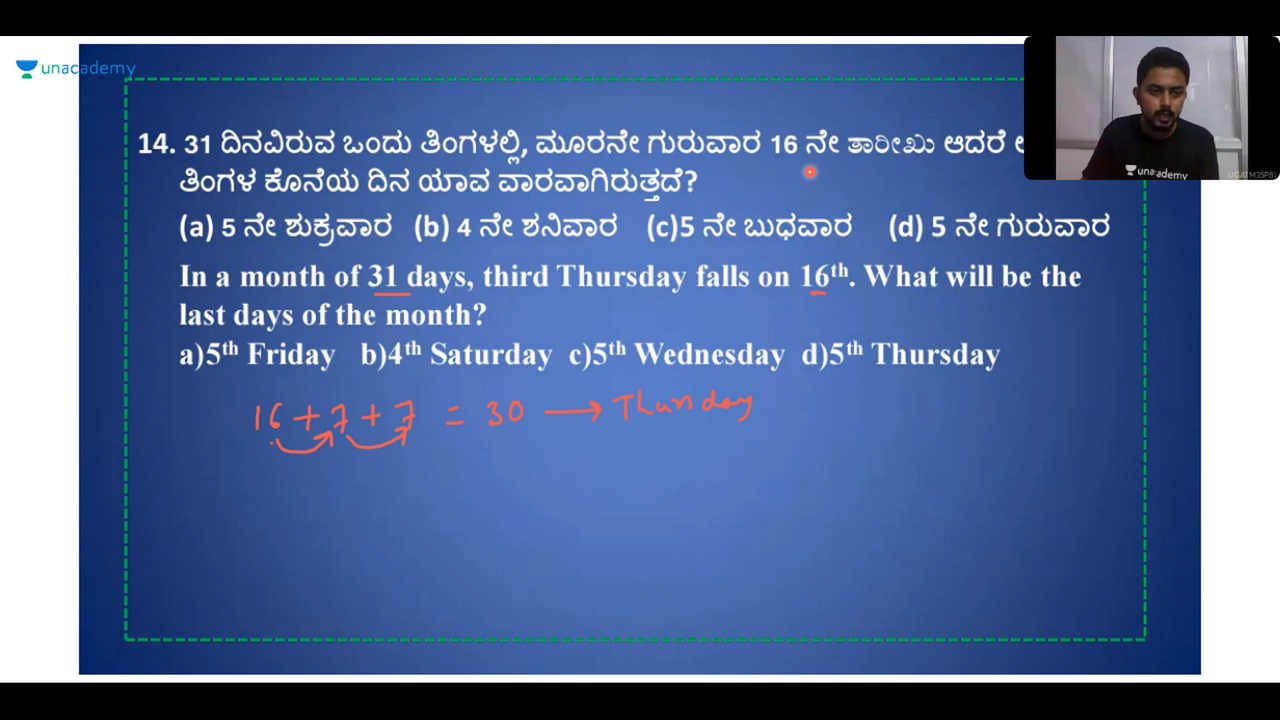 unacademy
14. 31 ದಿನವಿರುವ ಒಂದು ತಿಂಗಳಲ್ಲಿ, ಮೂರನೇ ಗುರುವಾರ 16 ನೇ ತಾರೀಖು ಆದರೆ
ತಿಂಗಳ ಕೊನೆಯ ದಿನ ಯಾವ ವಾರವಾಗಿರುತ್ತದೆ?
(a) 5 ನೇ ಶುಕ್ರವಾರ (b) 4 ನೇ ಶನಿವಾರ (c)5 ನೇ ಬುಧವಾರ (d) 5 ನೇ ಗುರುವಾರ
In a month of 31 days, third Thursday falls on 16th. What will be the
last days of the month?
a)5th Friday b)4th Saturday c)5th Wednesday d)5th Thursday
16 + 7 + 7 = 30 → Thursday
unacademy
UGATM35P8I